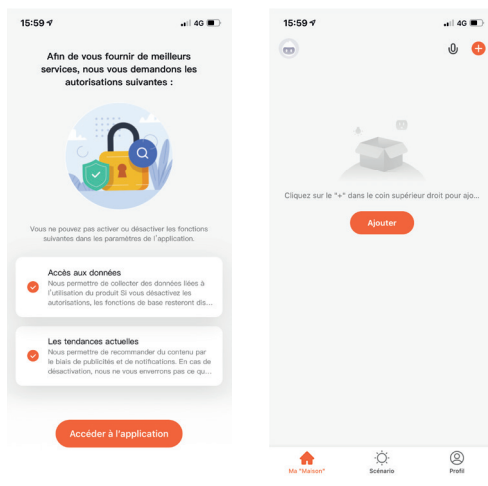 15:59
4G
Afin de vous fournir de meilleurs
services, nous vous demandons les
autorisations suivantes :
Vous ne pouvez pas activer ou désactiver les fonctions
suivantes dans les paramètres de l'application.
Accès aux données
Nous permettre de collecter des données liées à
l'utilisation du produit Si vous désactivez les
autorisations, les fonctions de base resteront dis...
Les tendances actuelles
Nous permettre de recommander du contenu par
le biais de publicités et de notifications. En cas de
désactivation, nous ne vous enverrons pas ce qu...
Accéder à l'application
15:59
4G
Cliquez sur le "+" dans le coin supérieur droit pour ajo...
Ajouter
Ma "Maison"
Scénario
Profil